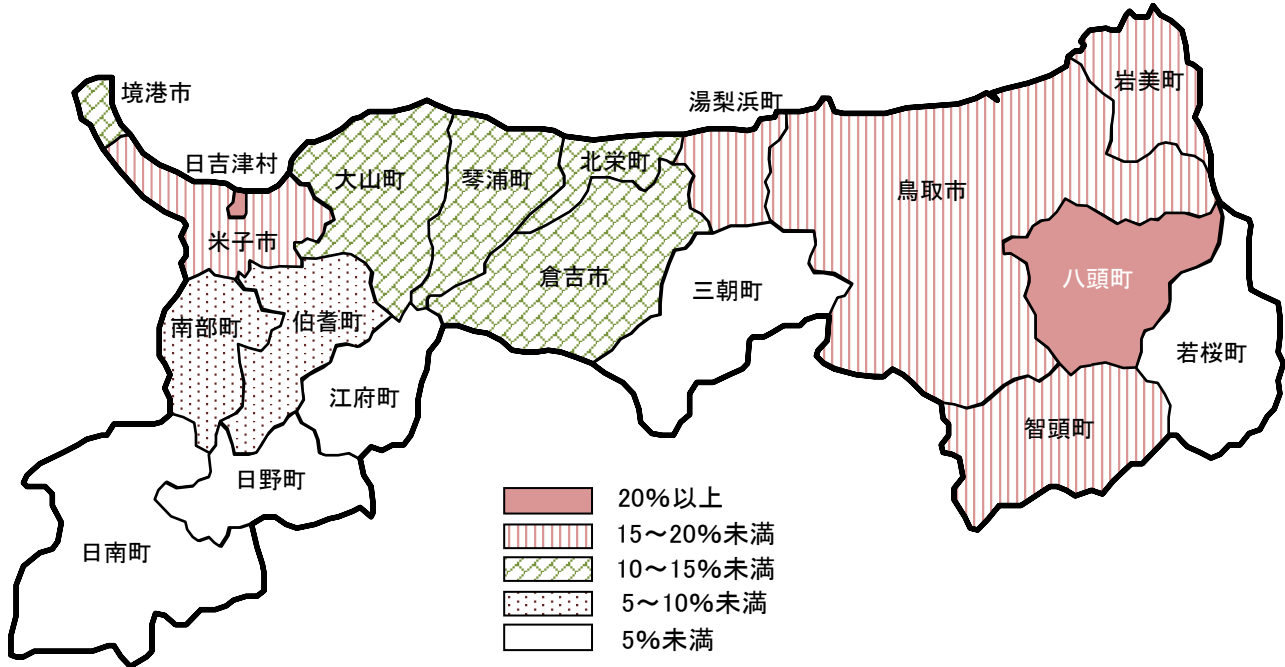 境港市
日吉津村
米子市
大山町
琴浦町
北栄町
湯梨浜町
鳥取市
岩美町
八頭町
若桜町
智頭町
三朝町
倉吉市
南部町
伯耆町
江府町
日野町
日南町
20%以上
15～20%未満
10～15%未満
5～10%未満
5%未満